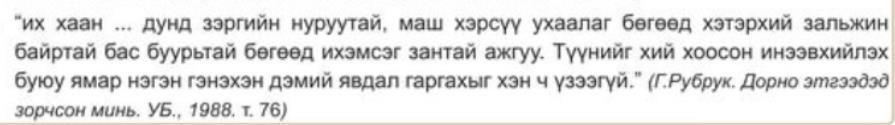 “их хаан ... дунд зэргийн нуруутай, маш хэрсүү ухаалаг бөгөөд хэтэрхий зальжин
байртай бас буурьтай бөгөөд ихэмсэг зантай ажгуу. Түүнийг хий хоосон инээвхийлэх
буюу ямар нэгэн гэнэхэн дэмий явдал гаргахыг хэн ч үзээгүй.” (Г.Рубрук. Дорно этгээдэд
зорчсон минь. УБ., 1988. т. 76)